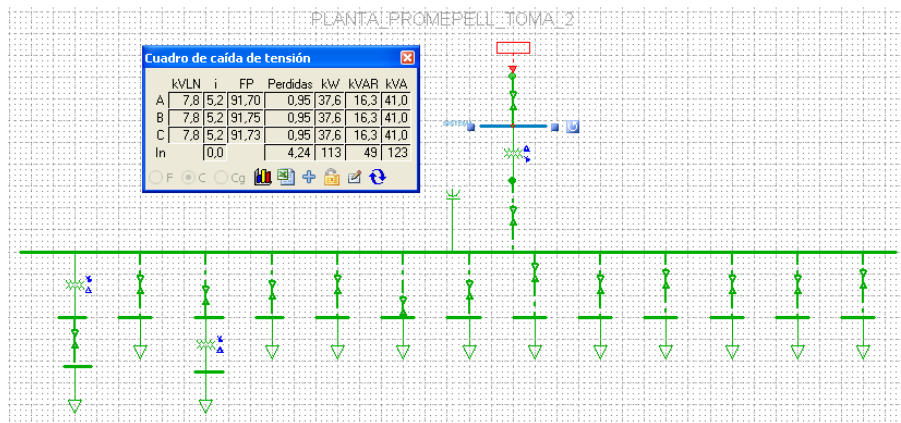 PLANTA_PROMEPELL_TOMA_2
Cuadro de caída de tensión
kVLN i FP Perdidas kW kVAR kVA
A 7,8 5,2 91,70 0,95 37,6 16,3 41,0
B 7,8 5,2 91,75 0,95 37,6 16,3 41,0
C 7,8 5,2 91,73 0,95 37,6 16,3 41,0
In 0,0 4,24 113 49 123
F C Cg
SISTEMA